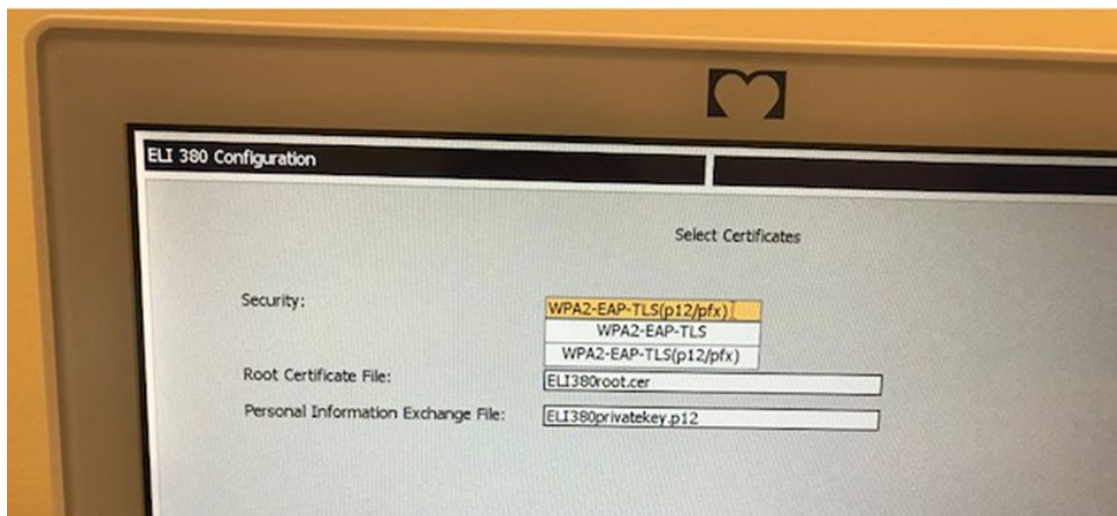 ELI 380 Configuration
Select Certificates
Security:
WPA2-EAP-TLS(p12/pfx)
WPA2-EAP-TLS
WPA2-EAP-TLS(p12/pfx)
Root Certificate File:
ELI380root.cer
Personal Information Exchange File:
ELI380privatekey.p12